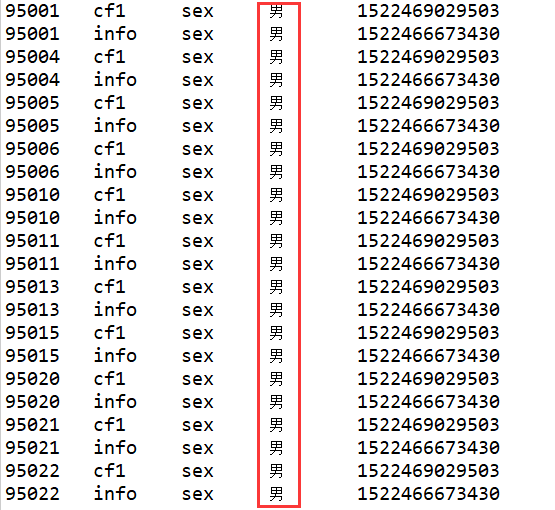 95001 cf1 sex 男 1522469029503
95001 info sex 男 1522466673430
95004 cf1 sex 男 1522469029503
95004 info sex 男 1522466673430
95005 cf1 sex 男 1522469029503
95005 info sex 男 1522466673430
95006 cf1 sex 男 1522469029503
95006 info sex 男 1522466673430
95010 cf1 sex 男 1522469029503
95010 info sex 男 1522466673430
95011 cf1 sex 男 1522469029503
95011 info sex 男 1522466673430
95013 cf1 sex 男 1522469029503
95013 info sex 男 1522466673430
95015 cf1 sex 男 1522469029503
95015 info sex 男 1522466673430
95020 cf1 sex 男 1522469029503
95020 info sex 男 1522466673430
95021 cf1 sex 男 1522469029503
95021 info sex 男 1522466673430
95022 cf1 sex 男 1522469029503
95022 info sex 男 1522466673430